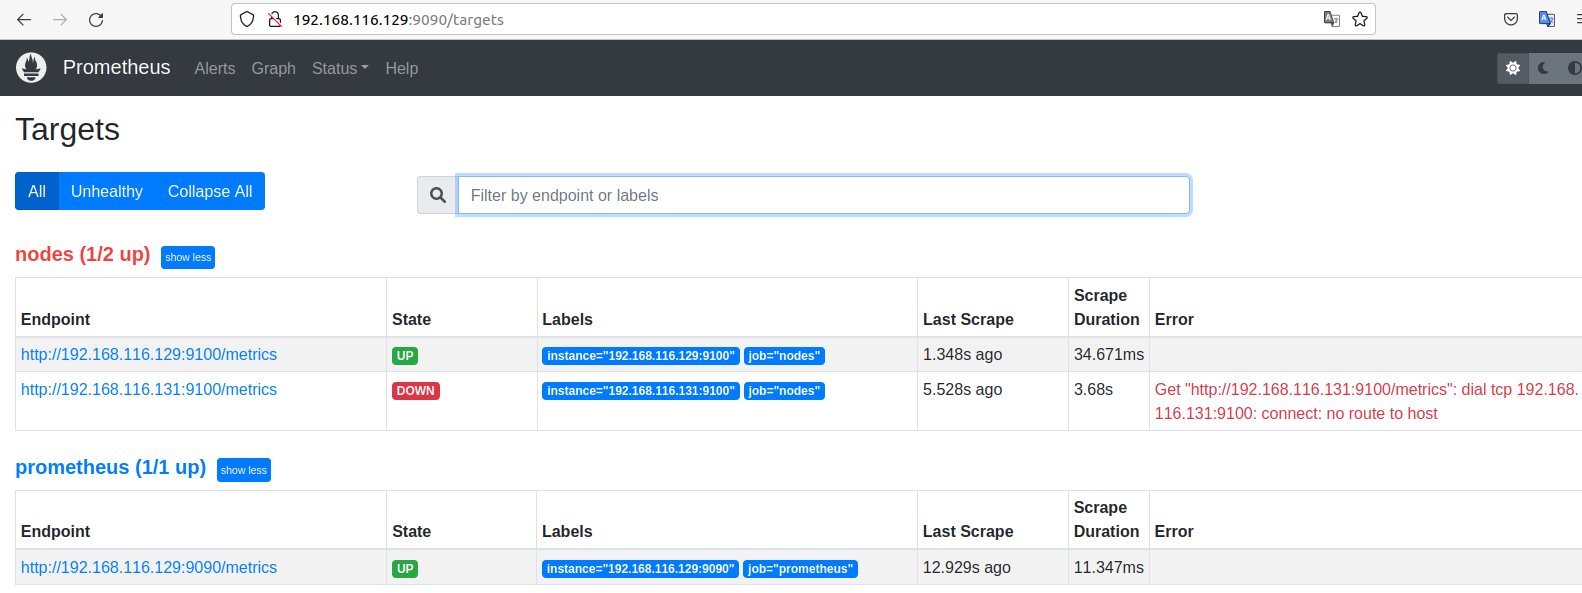 192.168.116.129:9090/targets
Prometheus Alerts Graph Status Help
Targets
All Unhealthy Collapse All
Filter by endpoint or labels
nodes (1/2 up) show less
Endpoint State Labels Last Scrape Scrape Duration Error
http://192.168.116.129:9100/metrics UP instance="192.168.116.129:9100" job="nodes" 1.348s ago 34.671ms
http://192.168.116.131:9100/metrics DOWN instance="192.168.116.131:9100" job="nodes" 5.528s ago 3.68s Get "http://192.168.116.131:9100/metrics": dial tcp 192.168.
116.131:9100: connect: no route to host
prometheus (1/1 up) show less
Endpoint State Labels Last Scrape Scrape Duration Error
http://192.168.116.129:9090/metrics UP instance="192.168.116.129:9090" job="prometheus" 12.929s ago 11.347ms